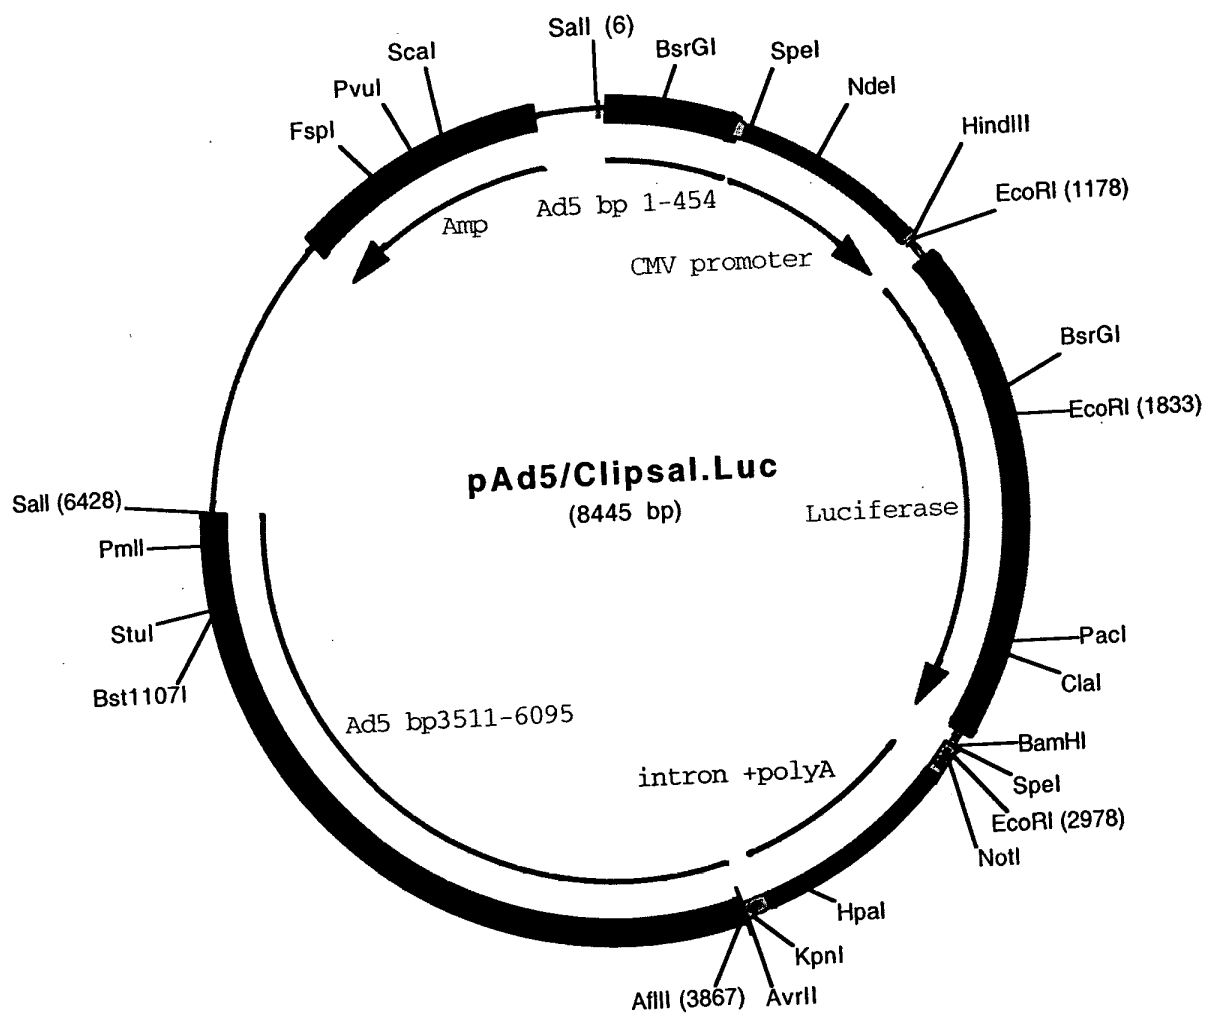 SalI (6)
BsrGI
SpeI
NdeI
HindIII
EcoRI (1178)
BsrGI
EcoRI (1833)
PacI
ClaI
BamHI
SpeI
EcoRI (2978)
NotI
HpaI
KpnI
AvrII
AflII (3867)
Bst1107I
StuI
PmlI
SalI (6428)
FspI
PvuI
ScaI
Amp
Ad5 bp 1-454
CMV promoter
pAd5/Clipsal.Luc
(8445 bp)
Luciferase
Ad5 bp3511-6095
intron +polyA